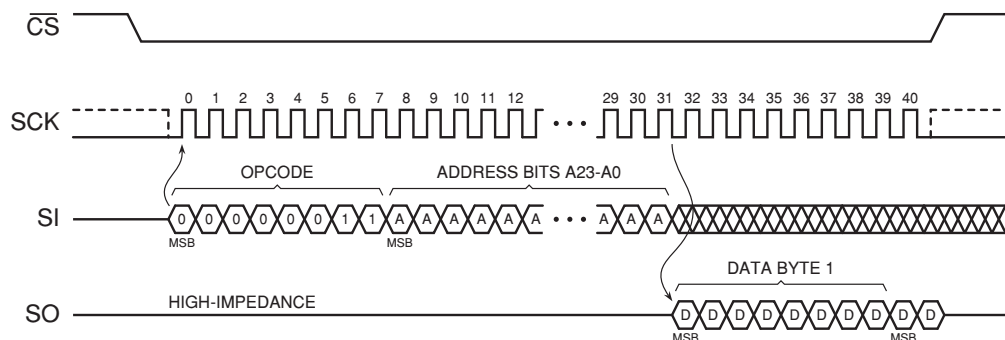 CS
0 1 2 3 4 5 6 7 8 9 10 11 12 29 30 31 32 33 34 35 36 37 38 39 40
SCK
OPCODE ADDRESS BITS A23-A0
SI 0 0 0 0 0 0 1 1 A A A A A A A A A
MSB MSB
DATA BYTE 1
HIGH-IMPEDANCE
SO D D D D D D D D D D
MSB MSB